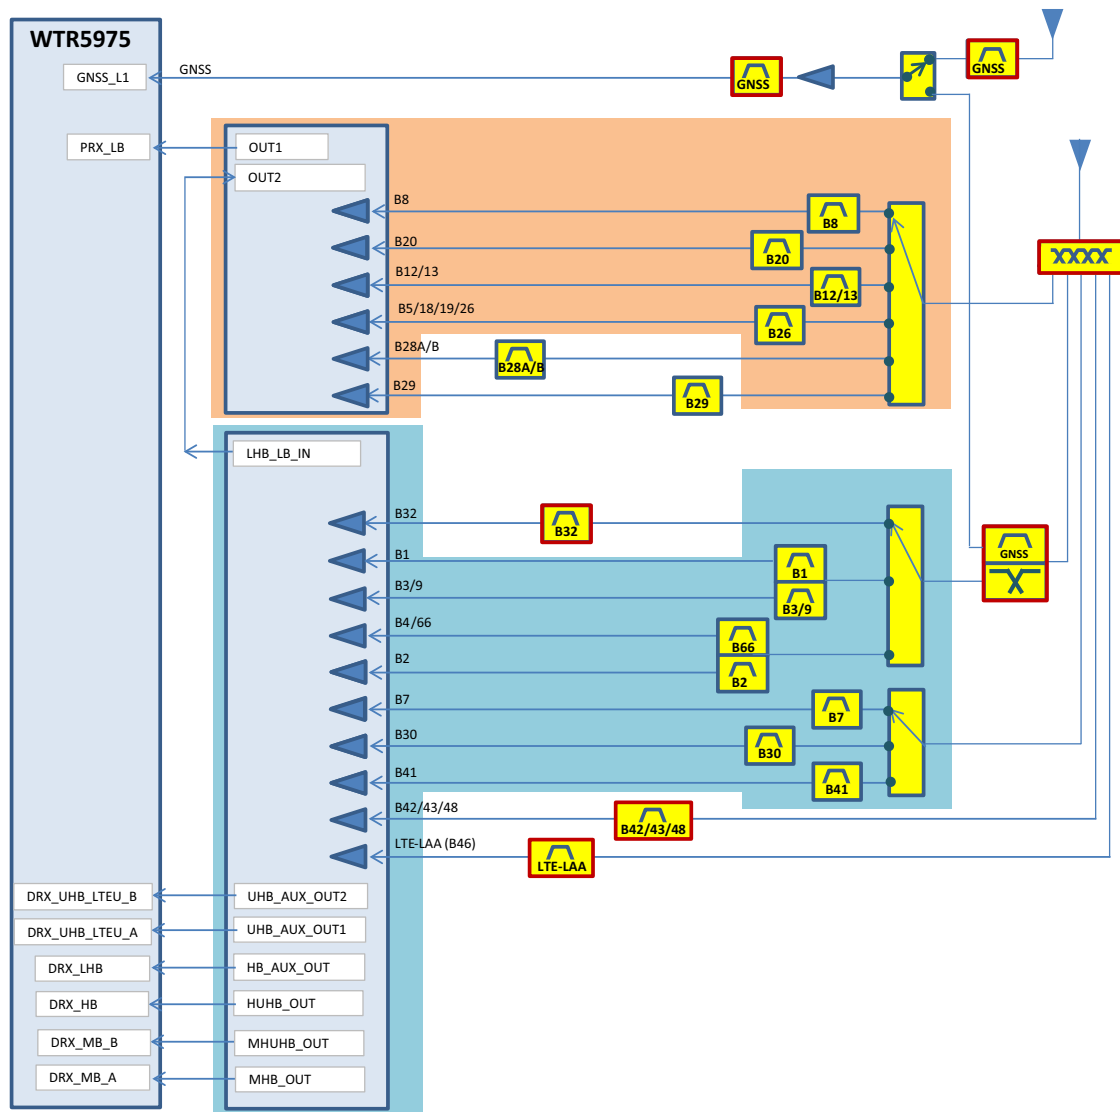 WTR5975
GNSS_L1
GNSS
GNSS
GNSS
PRX_LB
OUT1
OUT2
B8
B8
B20
B20
B12/13
B12/13
B5/18/19/26
B26
B28A/B
B28A/B
B29
B29
XXXX
LHB_LB_IN
B32
B32
B1
B1
B3/9
B3/9
GNSS
X
B4/66
B66
B2
B2
B7
B7
B30
B30
B41
B41
B42/43/48
B42/43/48
LTE-LAA (B46)
LTE-LAA
DRX_UHB_LTEU_B
UHB_AUX_OUT2
DRX_UHB_LTEU_A
UHB_AUX_OUT1
DRX_LHB
HB_AUX_OUT
DRX_HB
HUHB_OUT
DRX_MB_B
MHUHB_OUT
DRX_MB_A
MHB_OUT